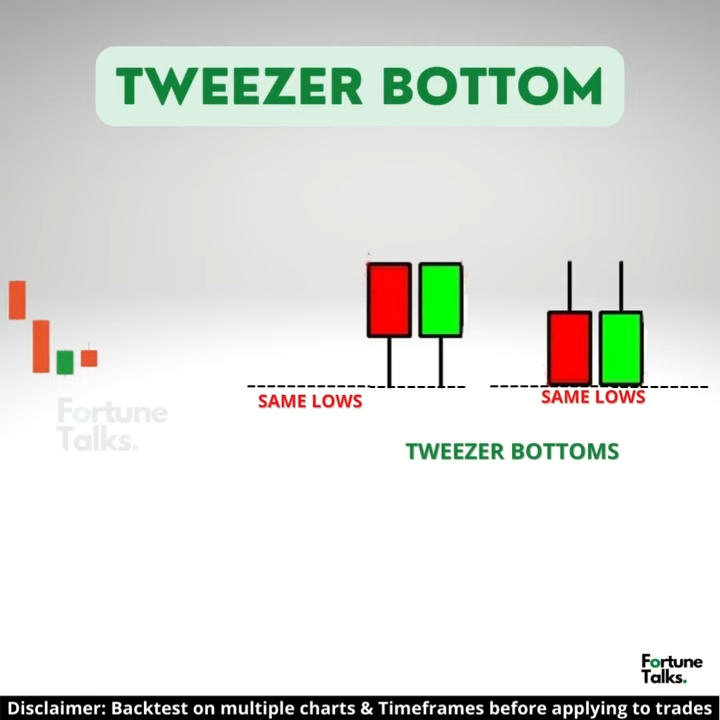 TWEEZER BOTTOM
Fortune
Talks.
SAME LOWS
SAME LOWS
TWEEZER BOTTOMS
Fortune
Talks.
Disclaimer: Backtest on multiple charts & Timeframes before applying to trades